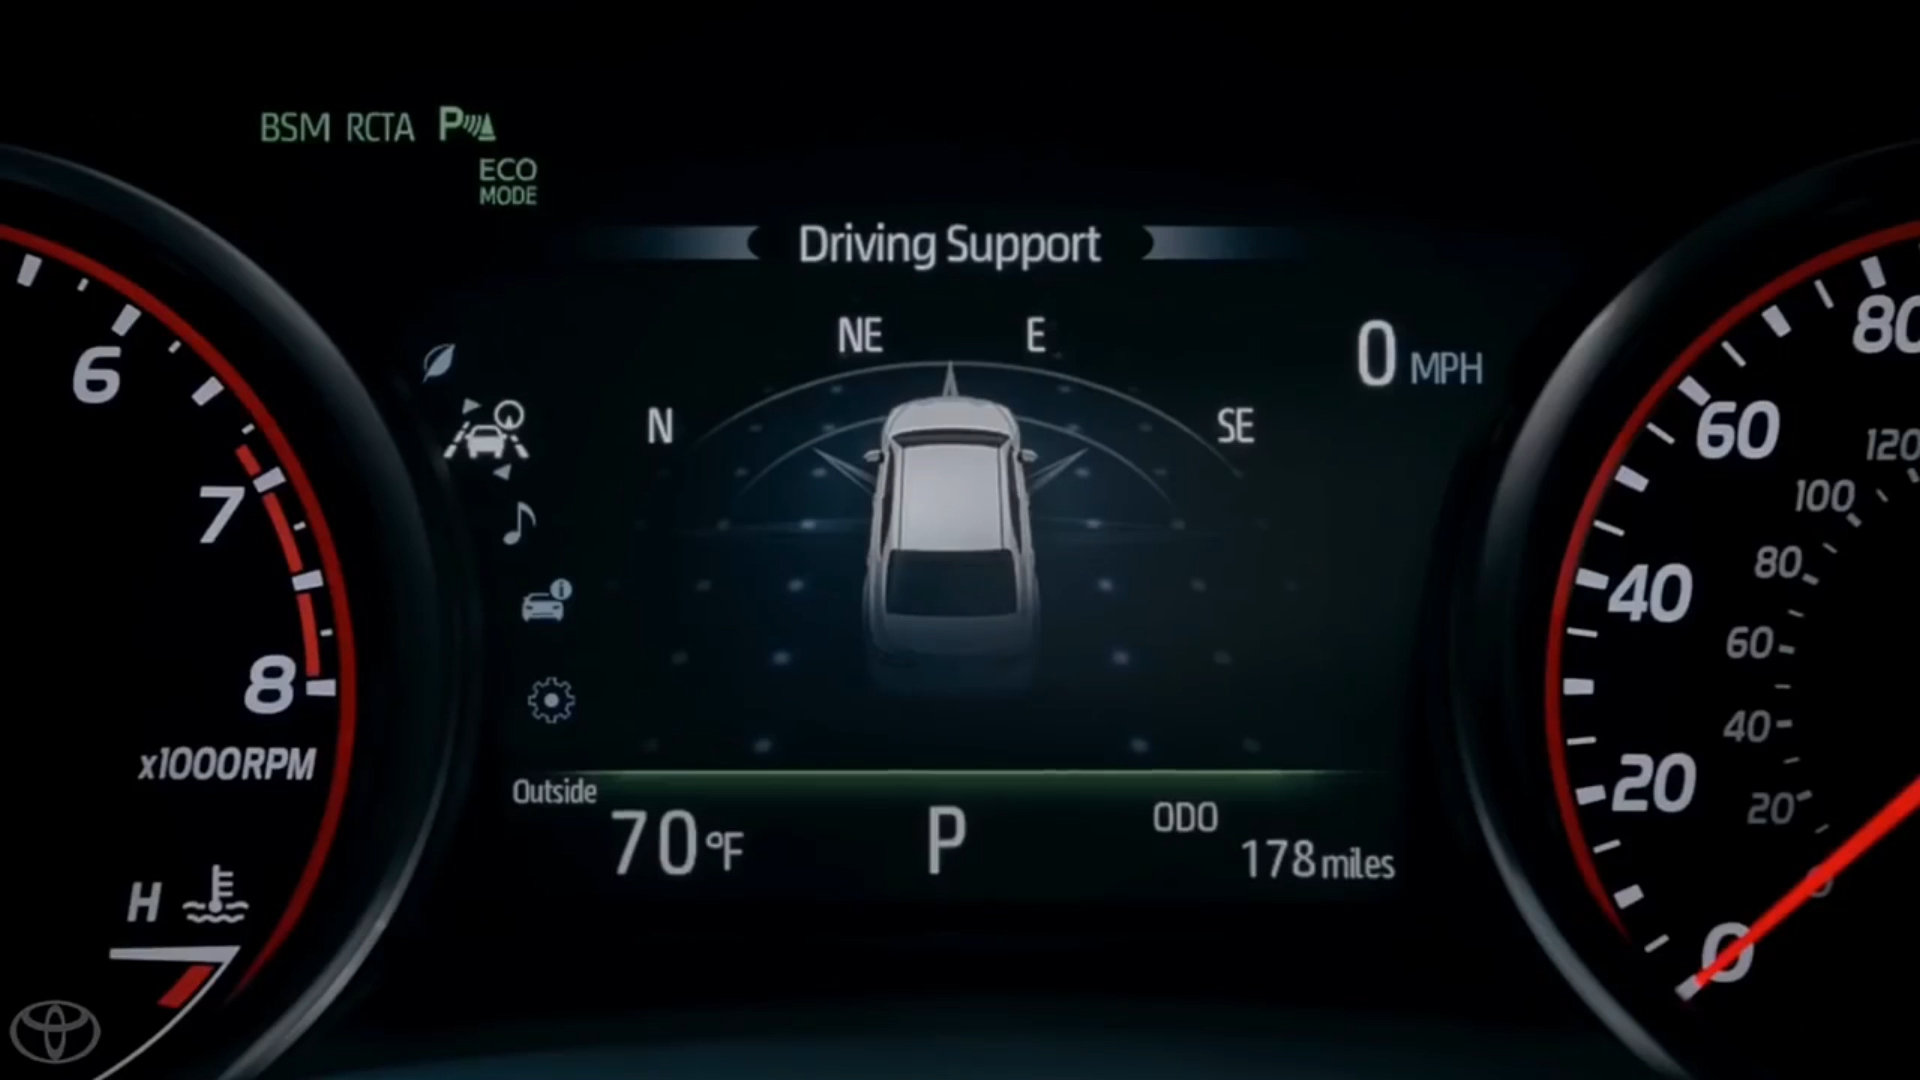 BSM RCTA P
ECO
MODE
Driving Support
NE E
N SE
0 MPH
6
7
8
x1000RPM
H
80
60
40
20
0
120
100
80
60
40
20
0
i
Outside
70°F
P
ODO
178 miles